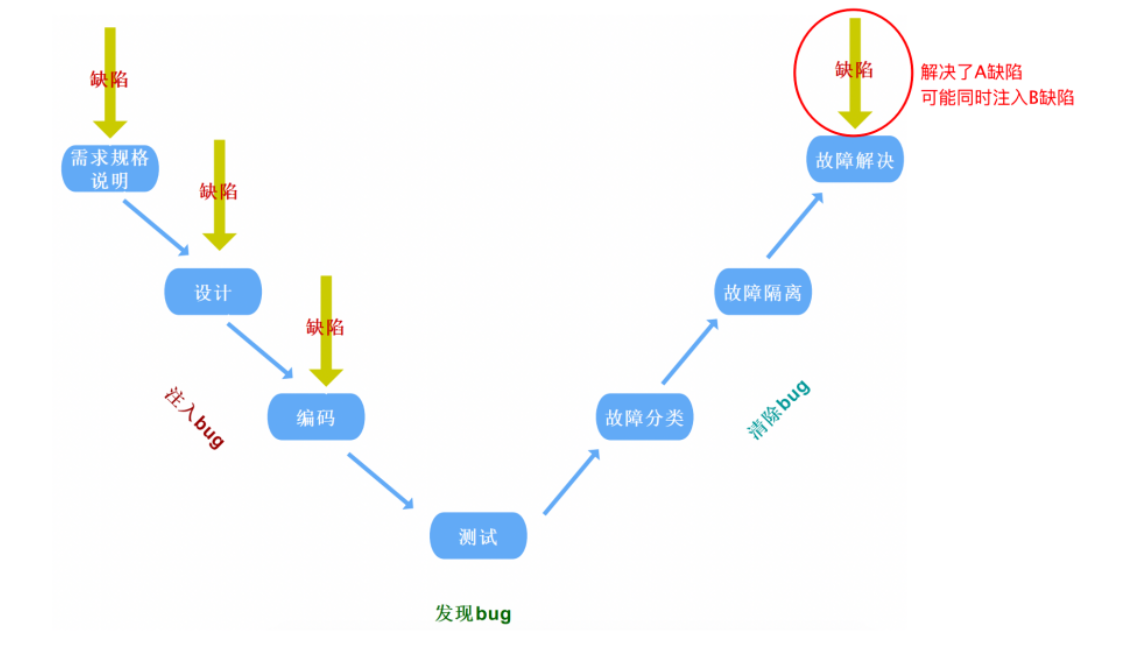 缺陷
需求规格
说明
缺陷
设计
缺陷
编码
注入bug
测试
发现bug
故障分类
清除bug
故障隔离
故障解决
缺陷
解决了A缺陷
可能同时注入B缺陷